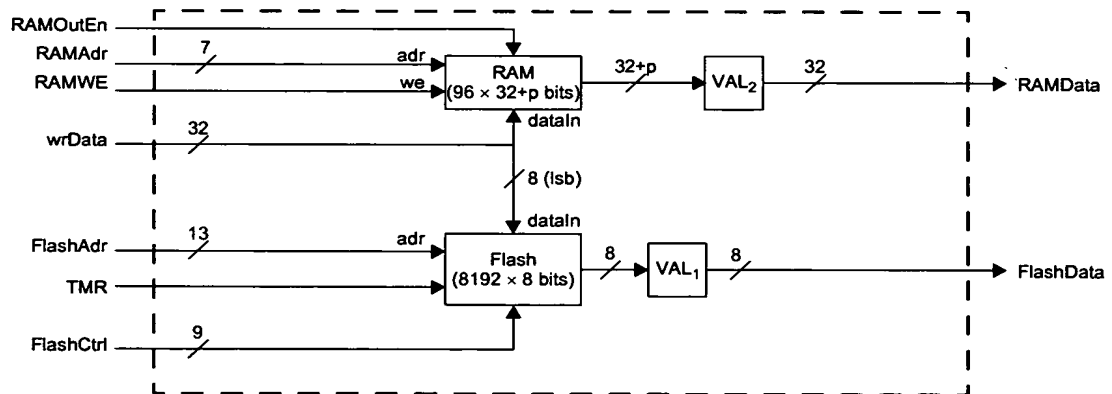 RAMOutEn
RAMAdr
7
adr
RAMWE
we
RAM
(96 × 32+p bits)
32+p
VAL2
32
RAMData
dataIn
wrData
32
8 (lsb)
dataIn
FlashAdr
13
adr
Flash
(8192 × 8 bits)
8
VAL1
8
FlashData
TMR
FlashCtrl
9